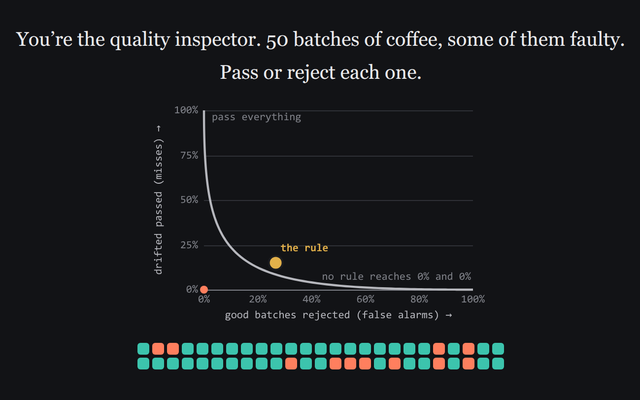 You’re the quality inspector. 50 batches of coffee, some of them faulty.
Pass or reject each one.
100%
pass everything
75%
50%
25%
the rule
no rule reaches 0% and 0%
0%
0% 20% 40% 60% 80% 100%
drifted passed (misses) →
good batches rejected (false alarms) →